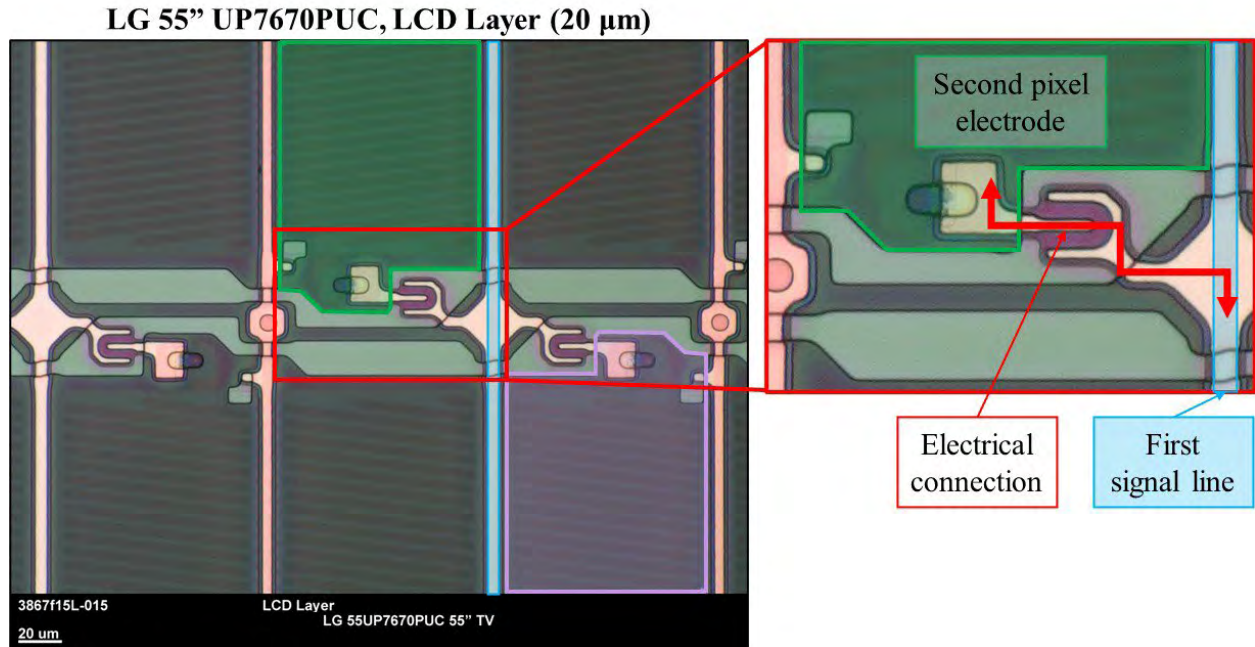 LG 55” UP7670PUC, LCD Layer (20 μm)
Second pixel
electrode
Electrical
connection
First
signal line
3867f15L-015
LCD Layer
LG 55UP7670PUC 55” TV
20 um